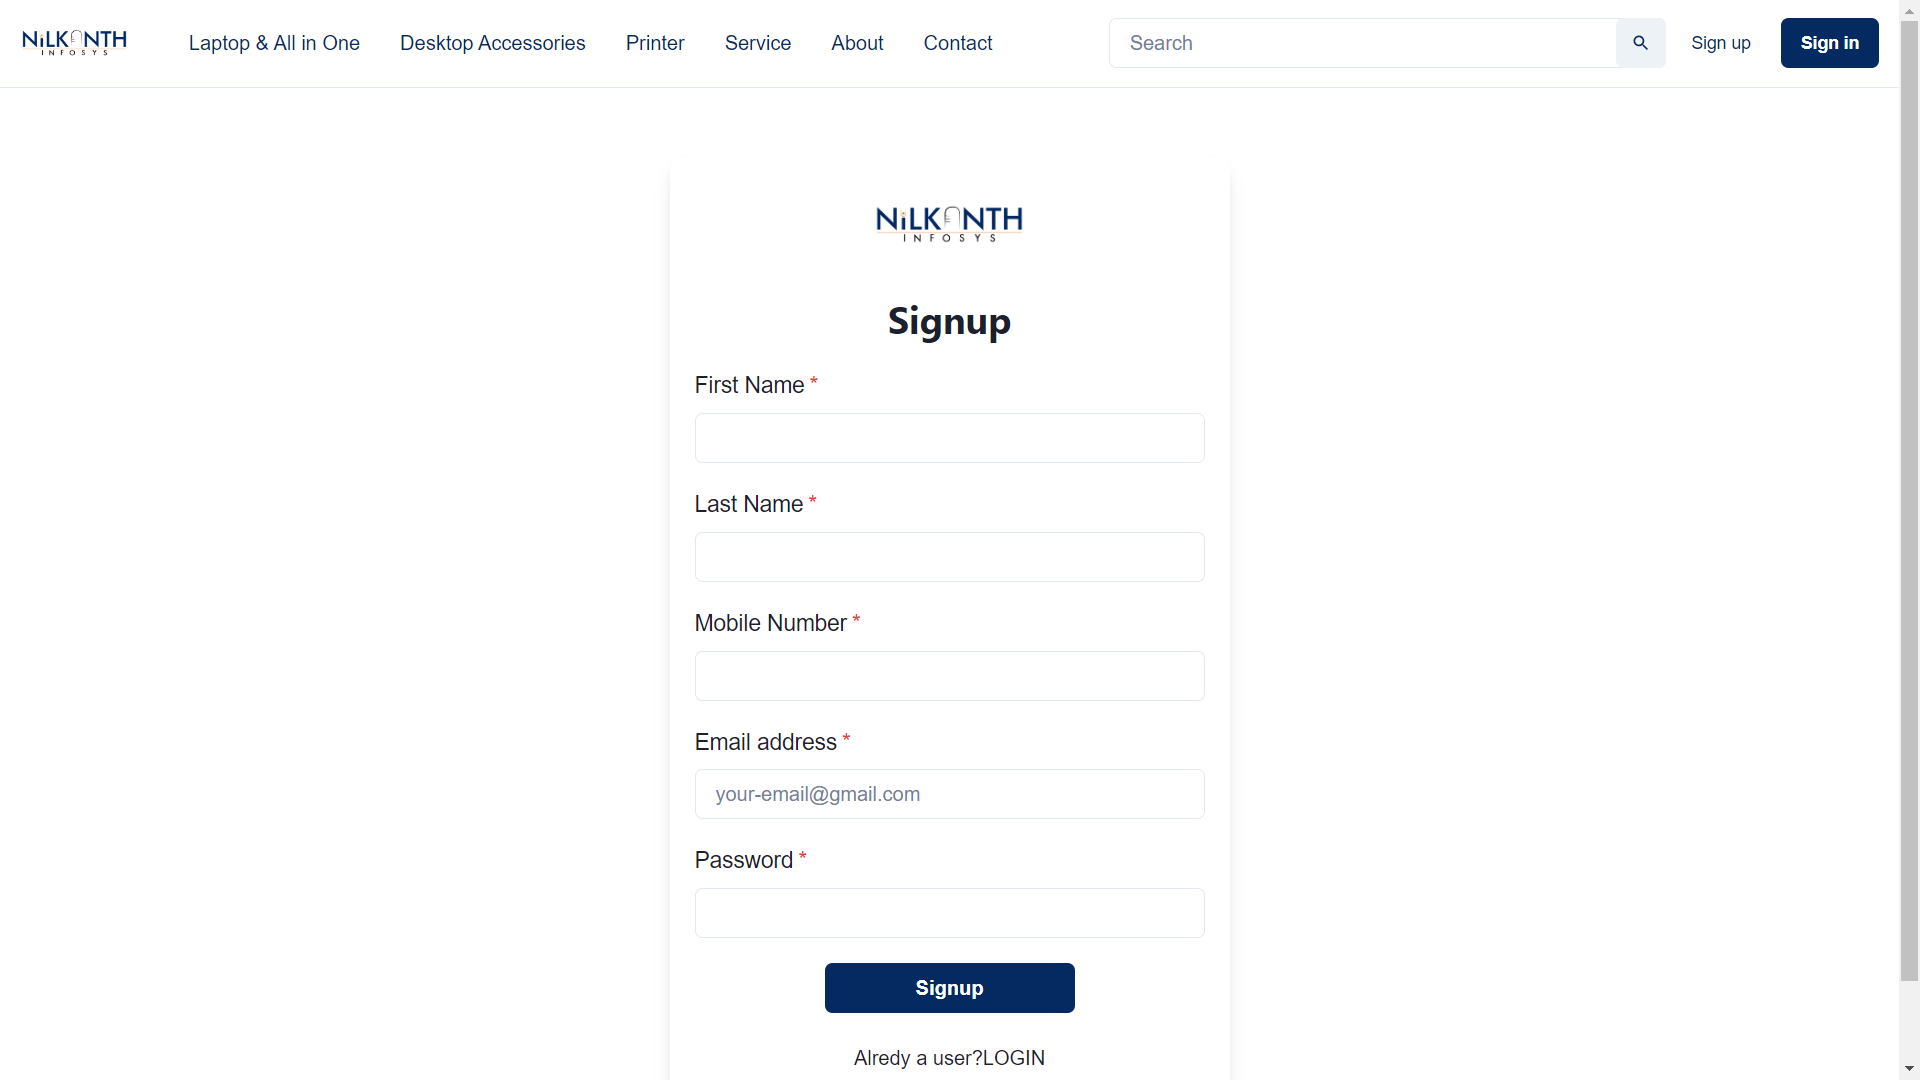 NiLKANTH
INFOSYS
Laptop & All in One
Desktop Accessories
Printer
Service
About
Contact
Search
Sign up
Sign in
NiLKANTH
INFOSYS
Signup
First Name *
Last Name *
Mobile Number *
Email address *
your-email@gmail.com
Password *
Signup
Alredy a user?LOGIN